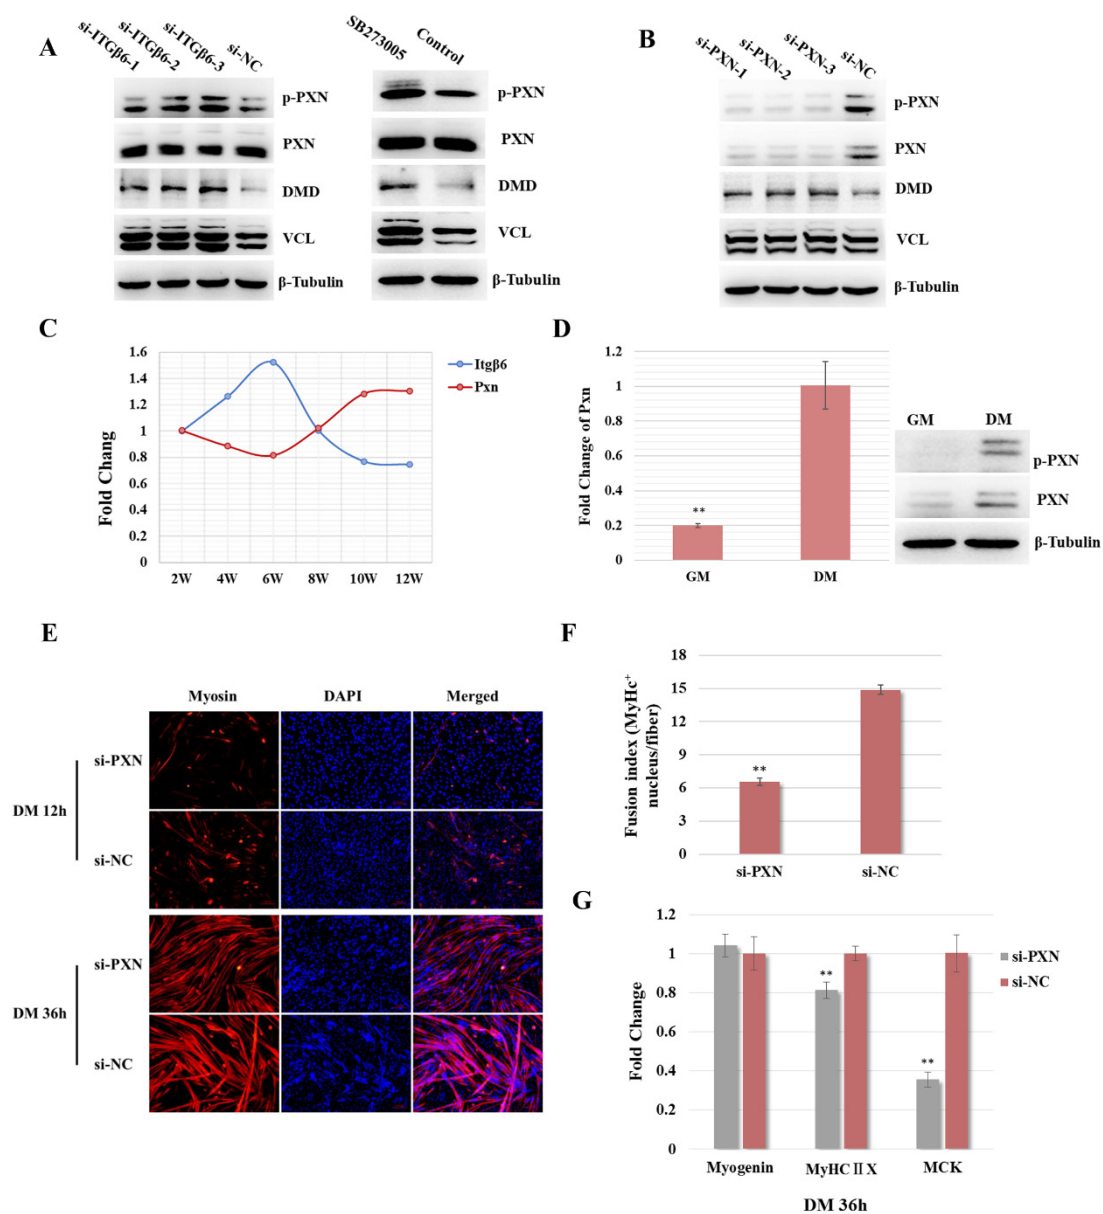 A
si-ITGβ6-1
si-ITGβ6-2
si-ITGβ6-3
si-NC
p-PXN
PXN
DMD
VCL
β-Tubulin
SB273005
Control
p-PXN
PXN
DMD
VCL
β-Tubulin
B
si-PXN-1
si-PXN-2
si-PXN-3
si-NC
p-PXN
PXN
DMD
VCL
β-Tubulin
C
Fold Chang
1.6
1.4
1.2
1
0.8
0.6
0.4
0.2
0
2W 4W 6W 8W 10W 12W
Itgβ6
Pxn
D
Fold Change of Pxn
1.2
1
0.8
0.6
0.4
0.2
0
**
GM DM
GM DM
p-PXN
PXN
β-Tubulin
E
Myosin DAPI Merged
DM 12h
si-PXN
si-NC
DM 36h
si-PXN
si-NC
F
Fusion index (MyHc⁺
nucleus/fiber)
18
15
12
9
6
3
0
**
si-PXN si-NC
G
Fold Change
1.2
1
0.8
0.6
0.4
0.2
0
**
**
Myogenin MyHCⅡX MCK
DM 36h
si-PXN
si-NC